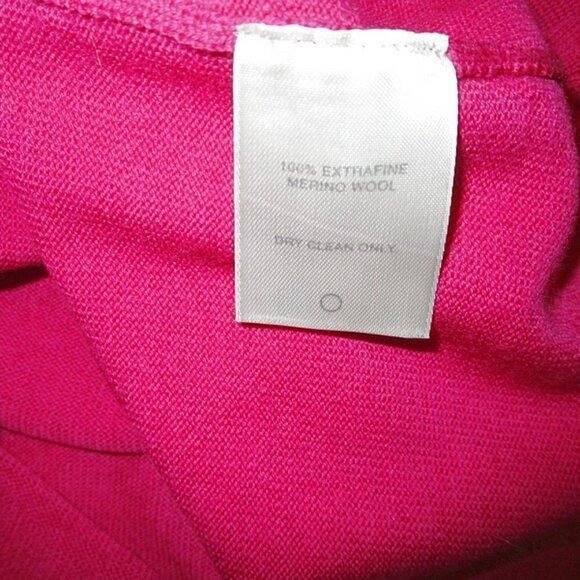 100% EXTRAFINE
MERINO WOOL
DRY CLEAN ONLY.